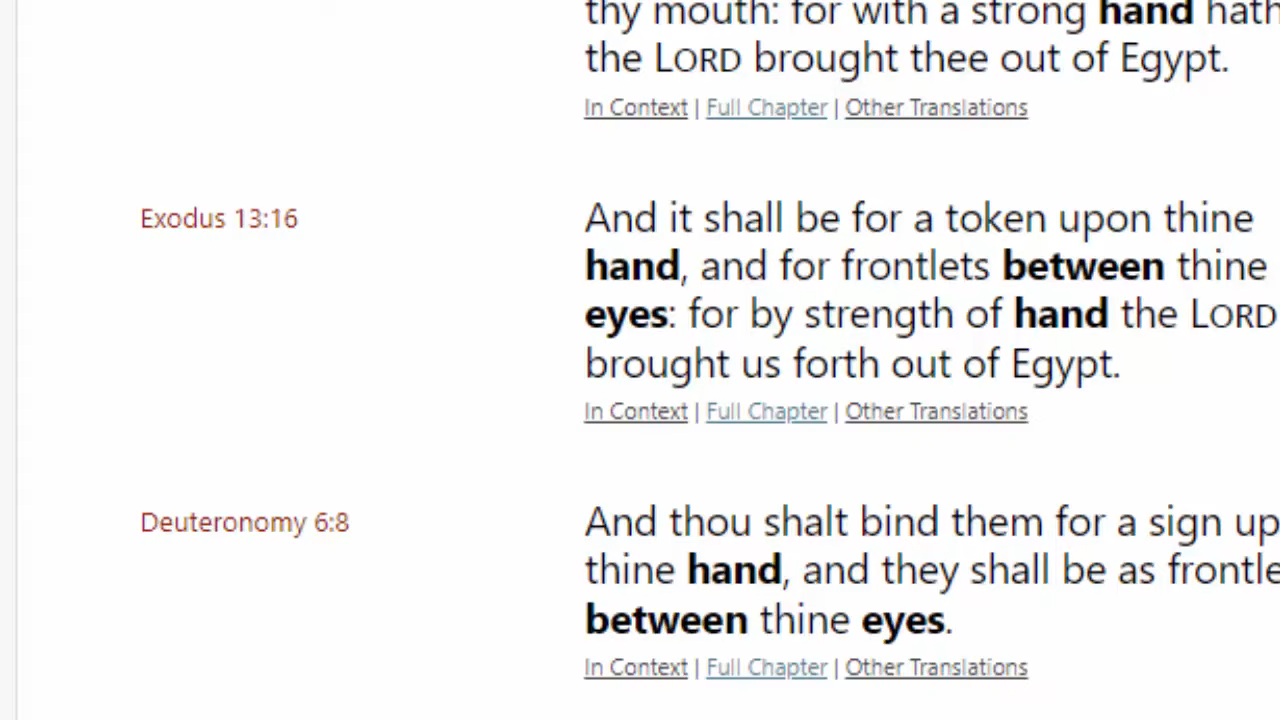 thy mouth: for with a strong hand hath
the LORD brought thee out of Egypt.
In Context | Full Chapter | Other Translations
Exodus 13:16
And it shall be for a token upon thine
hand, and for frontlets between thine
eyes: for by strength of hand the LORD
brought us forth out of Egypt.
In Context | Full Chapter | Other Translations
Deuteronomy 6:8
And thou shalt bind them for a sign up
thine hand, and they shall be as frontle
between thine eyes.
In Context | Full Chapter | Other Translations